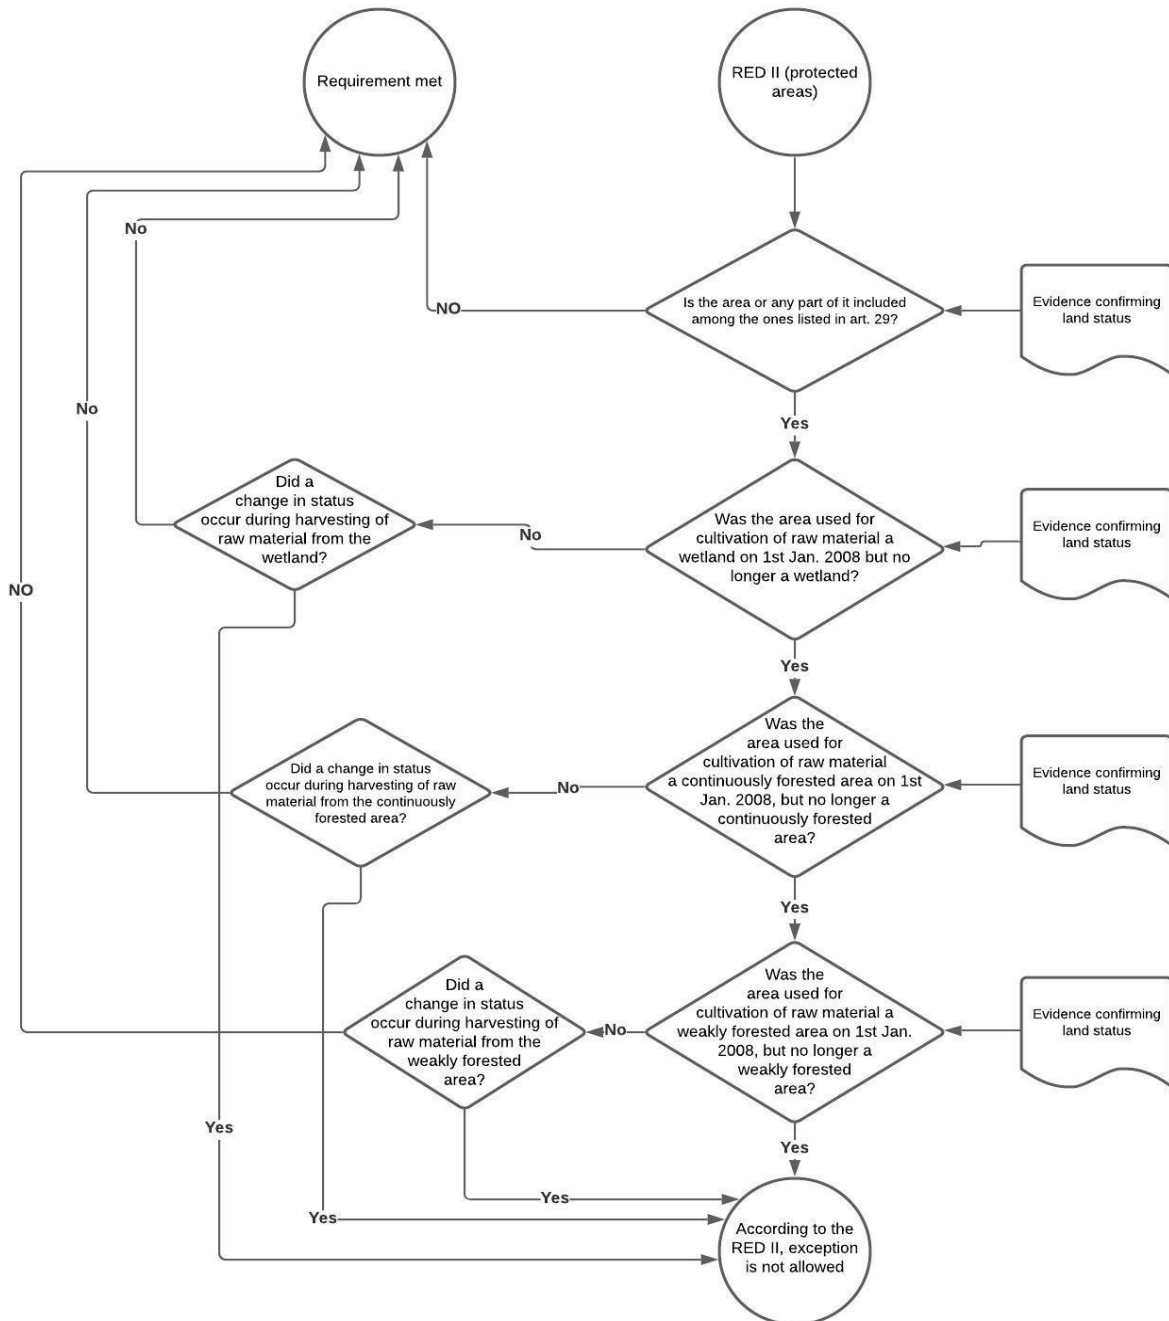 Requirement met
RED II (protected
areas)
No
NO
Is the area or any part of it included
among the ones listed in art. 29?
Evidence confirming
land status
No
Yes
Did a
change in status
occur during harvesting of
raw material from the
wetland?
No
Was the area used for
cultivation of raw material a
wetland on 1st Jan. 2008 but no
longer a wetland?
Evidence confirming
land status
NO
Yes
Did a change in status
occur during harvesting of raw
material from the continuously
forested area?
No
Was the
area used for
cultivation of raw material
a continuously forested area on 1st
Jan. 2008, but no longer a
continuously forested
area?
Evidence confirming
land status
Yes
Did a
change in status
occur during harvesting of
raw material from the
weakly forested
area?
No
Was the
area used for
cultivation of raw material a
weakly forested area on 1st Jan.
2008, but no longer a
weakly forested
area?
Evidence confirming
land status
Yes
Yes
Yes
Yes
According to the
RED II, exception
is not allowed